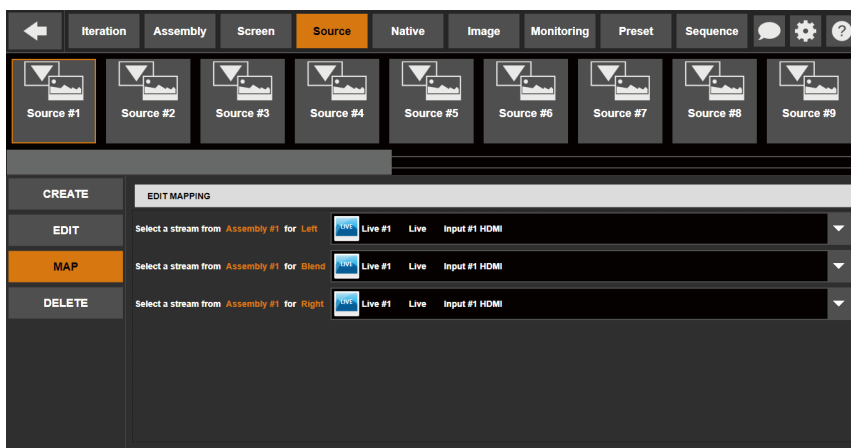 Iteration Assembly Screen Source Native Image Monitoring Preset Sequence ?
Source #1 Source #2 Source #3 Source #4 Source #5 Source #6 Source #7 Source #8 Source #9
CREATE
EDIT MAPPING
EDIT
Select a stream from Assembly #1 for Left LIVE Live #1 Live Input #1 HDMI
MAP
Select a stream from Assembly #1 for Blend LIVE Live #1 Live Input #1 HDMI
DELETE
Select a stream from Assembly #1 for Right LIVE Live #1 Live Input #1 HDMI